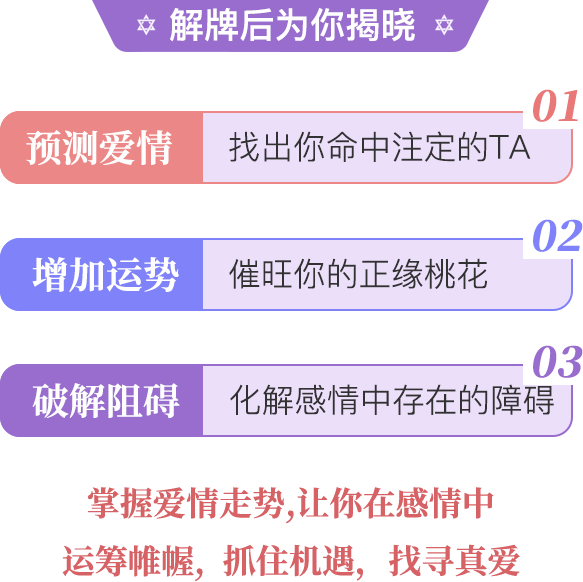 解牌后为你揭晓
01
预测爱情 找出你命中注定的TA
02
增加运势 催旺你的正缘桃花
03
破解阻碍 化解感情中存在的障碍
掌握爱情走势,让你在感情中
运筹帷幄，抓住机遇，找寻真爱